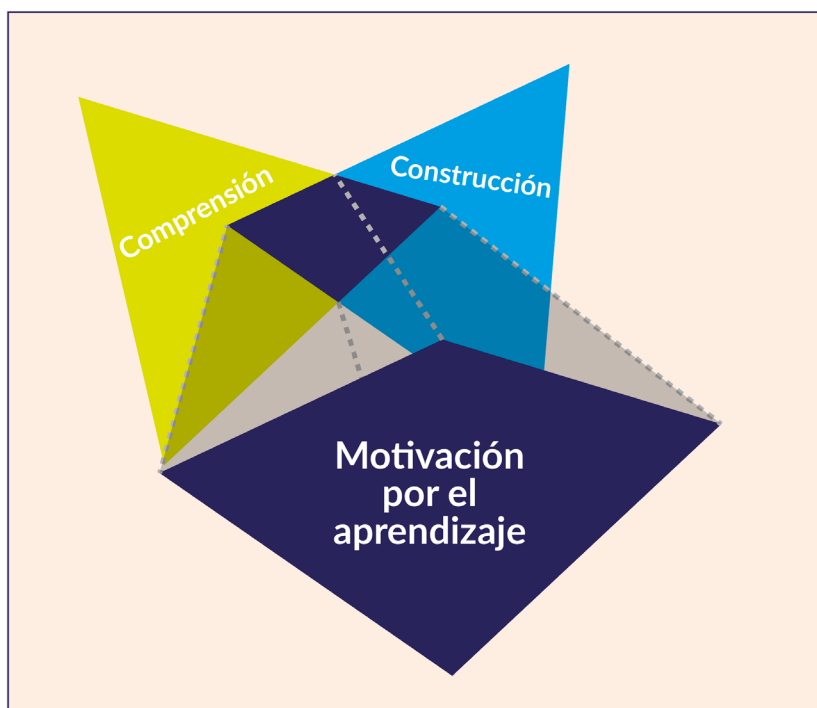 Comprensión
Construcción
Motivación
por el
aprendizaje